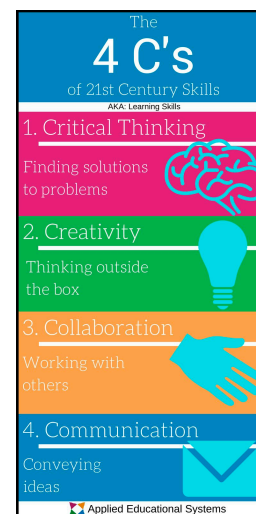 The
4 C's
of 21st Century Skills
AKA: Learning Skills
1. Critical Thinking
Finding solutions
to problems
2. Creativity
Thinking outside
the box
3. Collaboration
Working with
others
4. Communication
Conveying
ideas
Applied Educational Systems